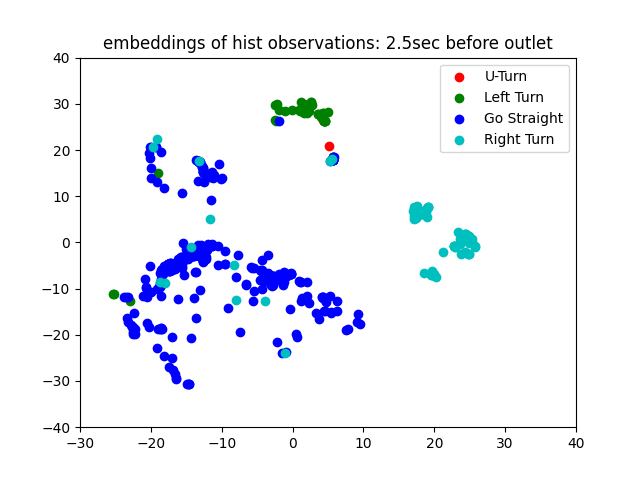 embeddings of hist observations: 2.5sec before outlet
U-Turn
Left Turn
Go Straight
Right Turn
40
30
20
10
0
−10
−20
−30
−40
−30 −20 −10 0 10 20 30 40